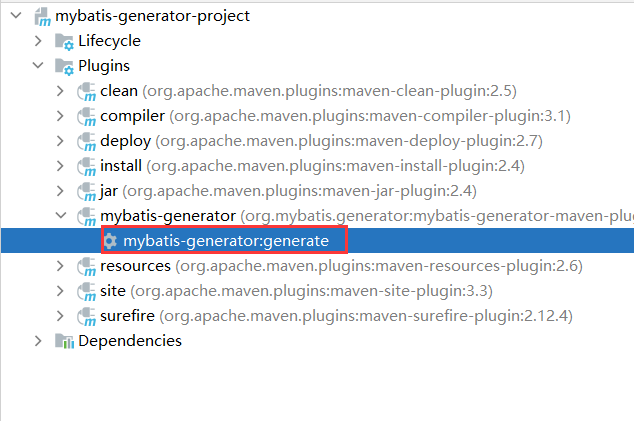 mybatis-generator-project
Lifecycle
Plugins
clean (org.apache.maven.plugins:maven-clean-plugin:2.5)
compiler (org.apache.maven.plugins:maven-compiler-plugin:3.1)
deploy (org.apache.maven.plugins:maven-deploy-plugin:2.7)
install (org.apache.maven.plugins:maven-install-plugin:2.4)
jar (org.apache.maven.plugins:maven-jar-plugin:2.4)
mybatis-generator (org.mybatis.generator:mybatis-generator-maven-plug
mybatis-generator:generate
resources (org.apache.maven.plugins:maven-resources-plugin:2.6)
site (org.apache.maven.plugins:maven-site-plugin:3.3)
surefire (org.apache.maven.plugins:maven-surefire-plugin:2.12.4)
Dependencies